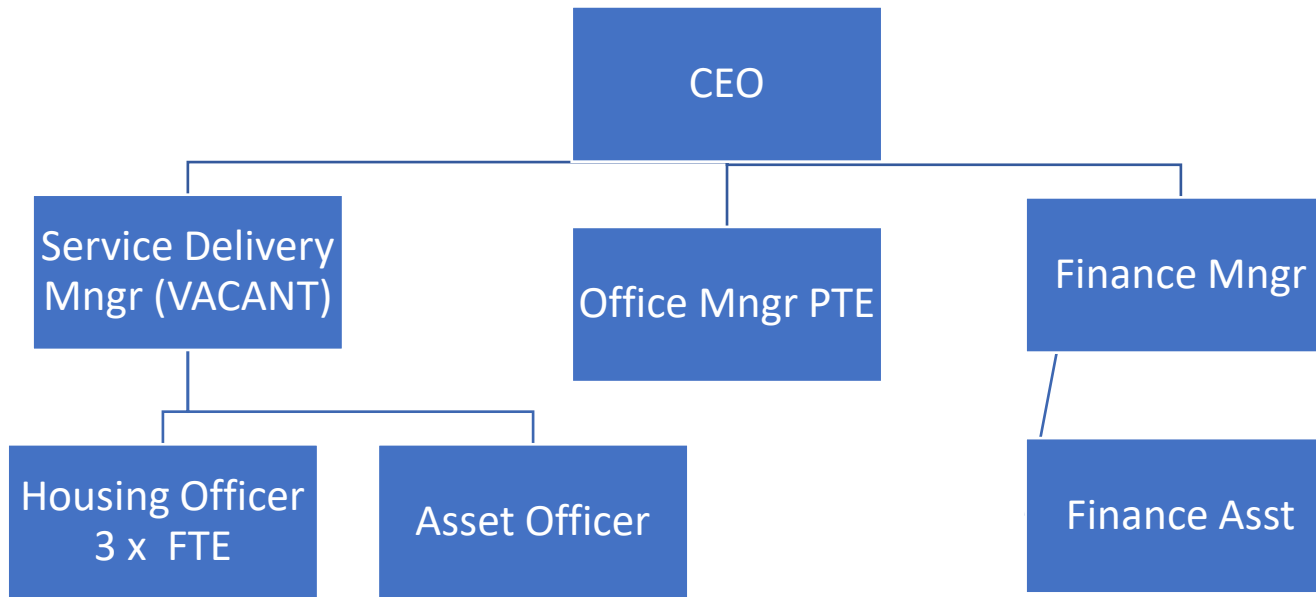 CEO
Service Delivery
Mngr (VACANT)
Office Mngr PTE
Finance Mngr
Housing Officer
3 x  FTE
Asset Officer
Finance Asst